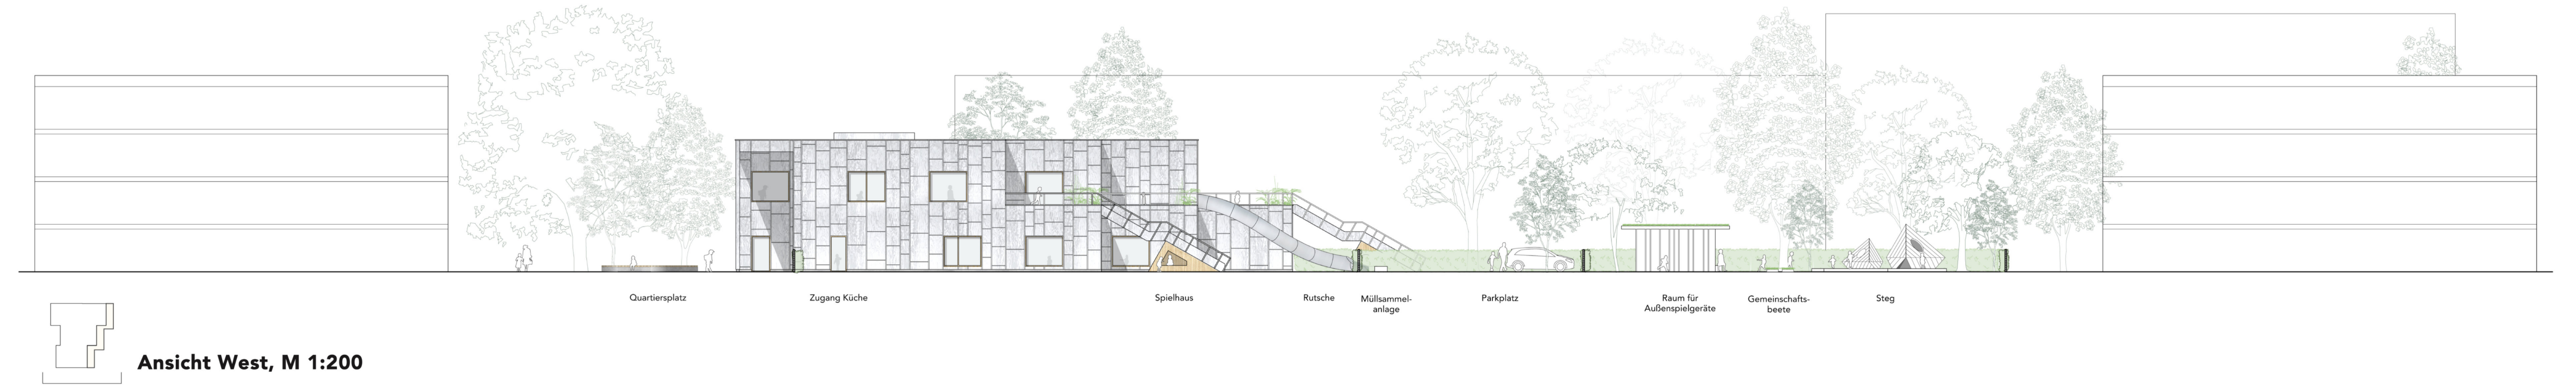 Quartiersplatz
Zugang Küche
Spielhaus
Rutsche
Müllsammel-
anlage
Parkplatz
Raum für
Außenspielgeräte
Gemeinschafts-
beete
Steg
Ansicht West, M 1:200